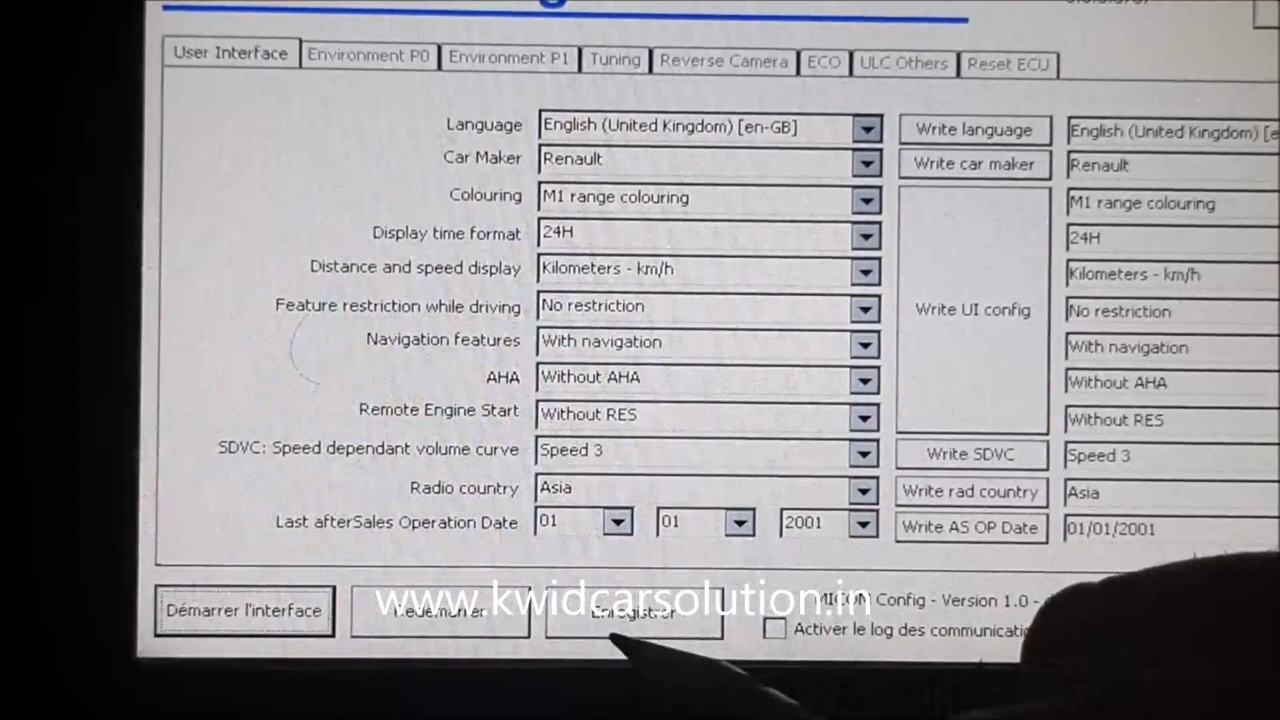 User Interface Environment P0 Environment P1 Tuning Reverse Camera ECO ULC Others Reset ECU
Language English (United Kingdom) [en-GB] Write language English (United Kingdom) [e
Car Maker Renault Write car maker Renault
Colouring M1 range colouring M1 range colouring
Display time format 24H 24H
Distance and speed display Kilometers - km/h Kilometers - km/h
Feature restriction while driving No restriction Write UI config No restriction
Navigation features With navigation With navigation
AHA Without AHA Without AHA
Remote Engine Start Without RES Without RES
SDVC: Speed dependant volume curve Speed 3 Write SDVC Speed 3
Radio country Asia Write rad country Asia
Last afterSales Operation Date 01 01 2001 Write AS OP Date 01/01/2001
Démarrer l'interface Redémarrer Enregistrer MICOM Config - Version 1.0 -
www.kwidcarsolution.in
Activer le log des communicati